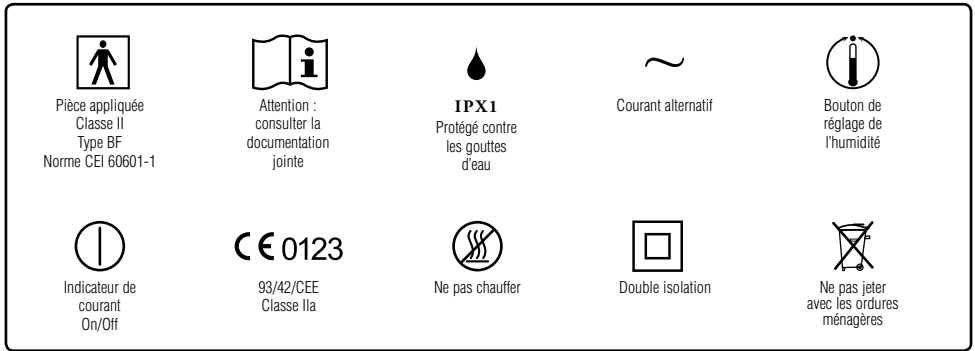 Pièce appliquée
Classe II
Type BF
Norme CEI 60601-1
Attention :
consulter la
documentation
jointe
IPX1
Protégé contre
les gouttes
d'eau
Courant alternatif
Bouton de
réglage de
l'humidité
Indicateur de
courant
On/Off
CE 0123
93/42/CEE
Classe IIa
Ne pas chauffer
Double isolation
Ne pas jeter
avec les ordures
ménagères